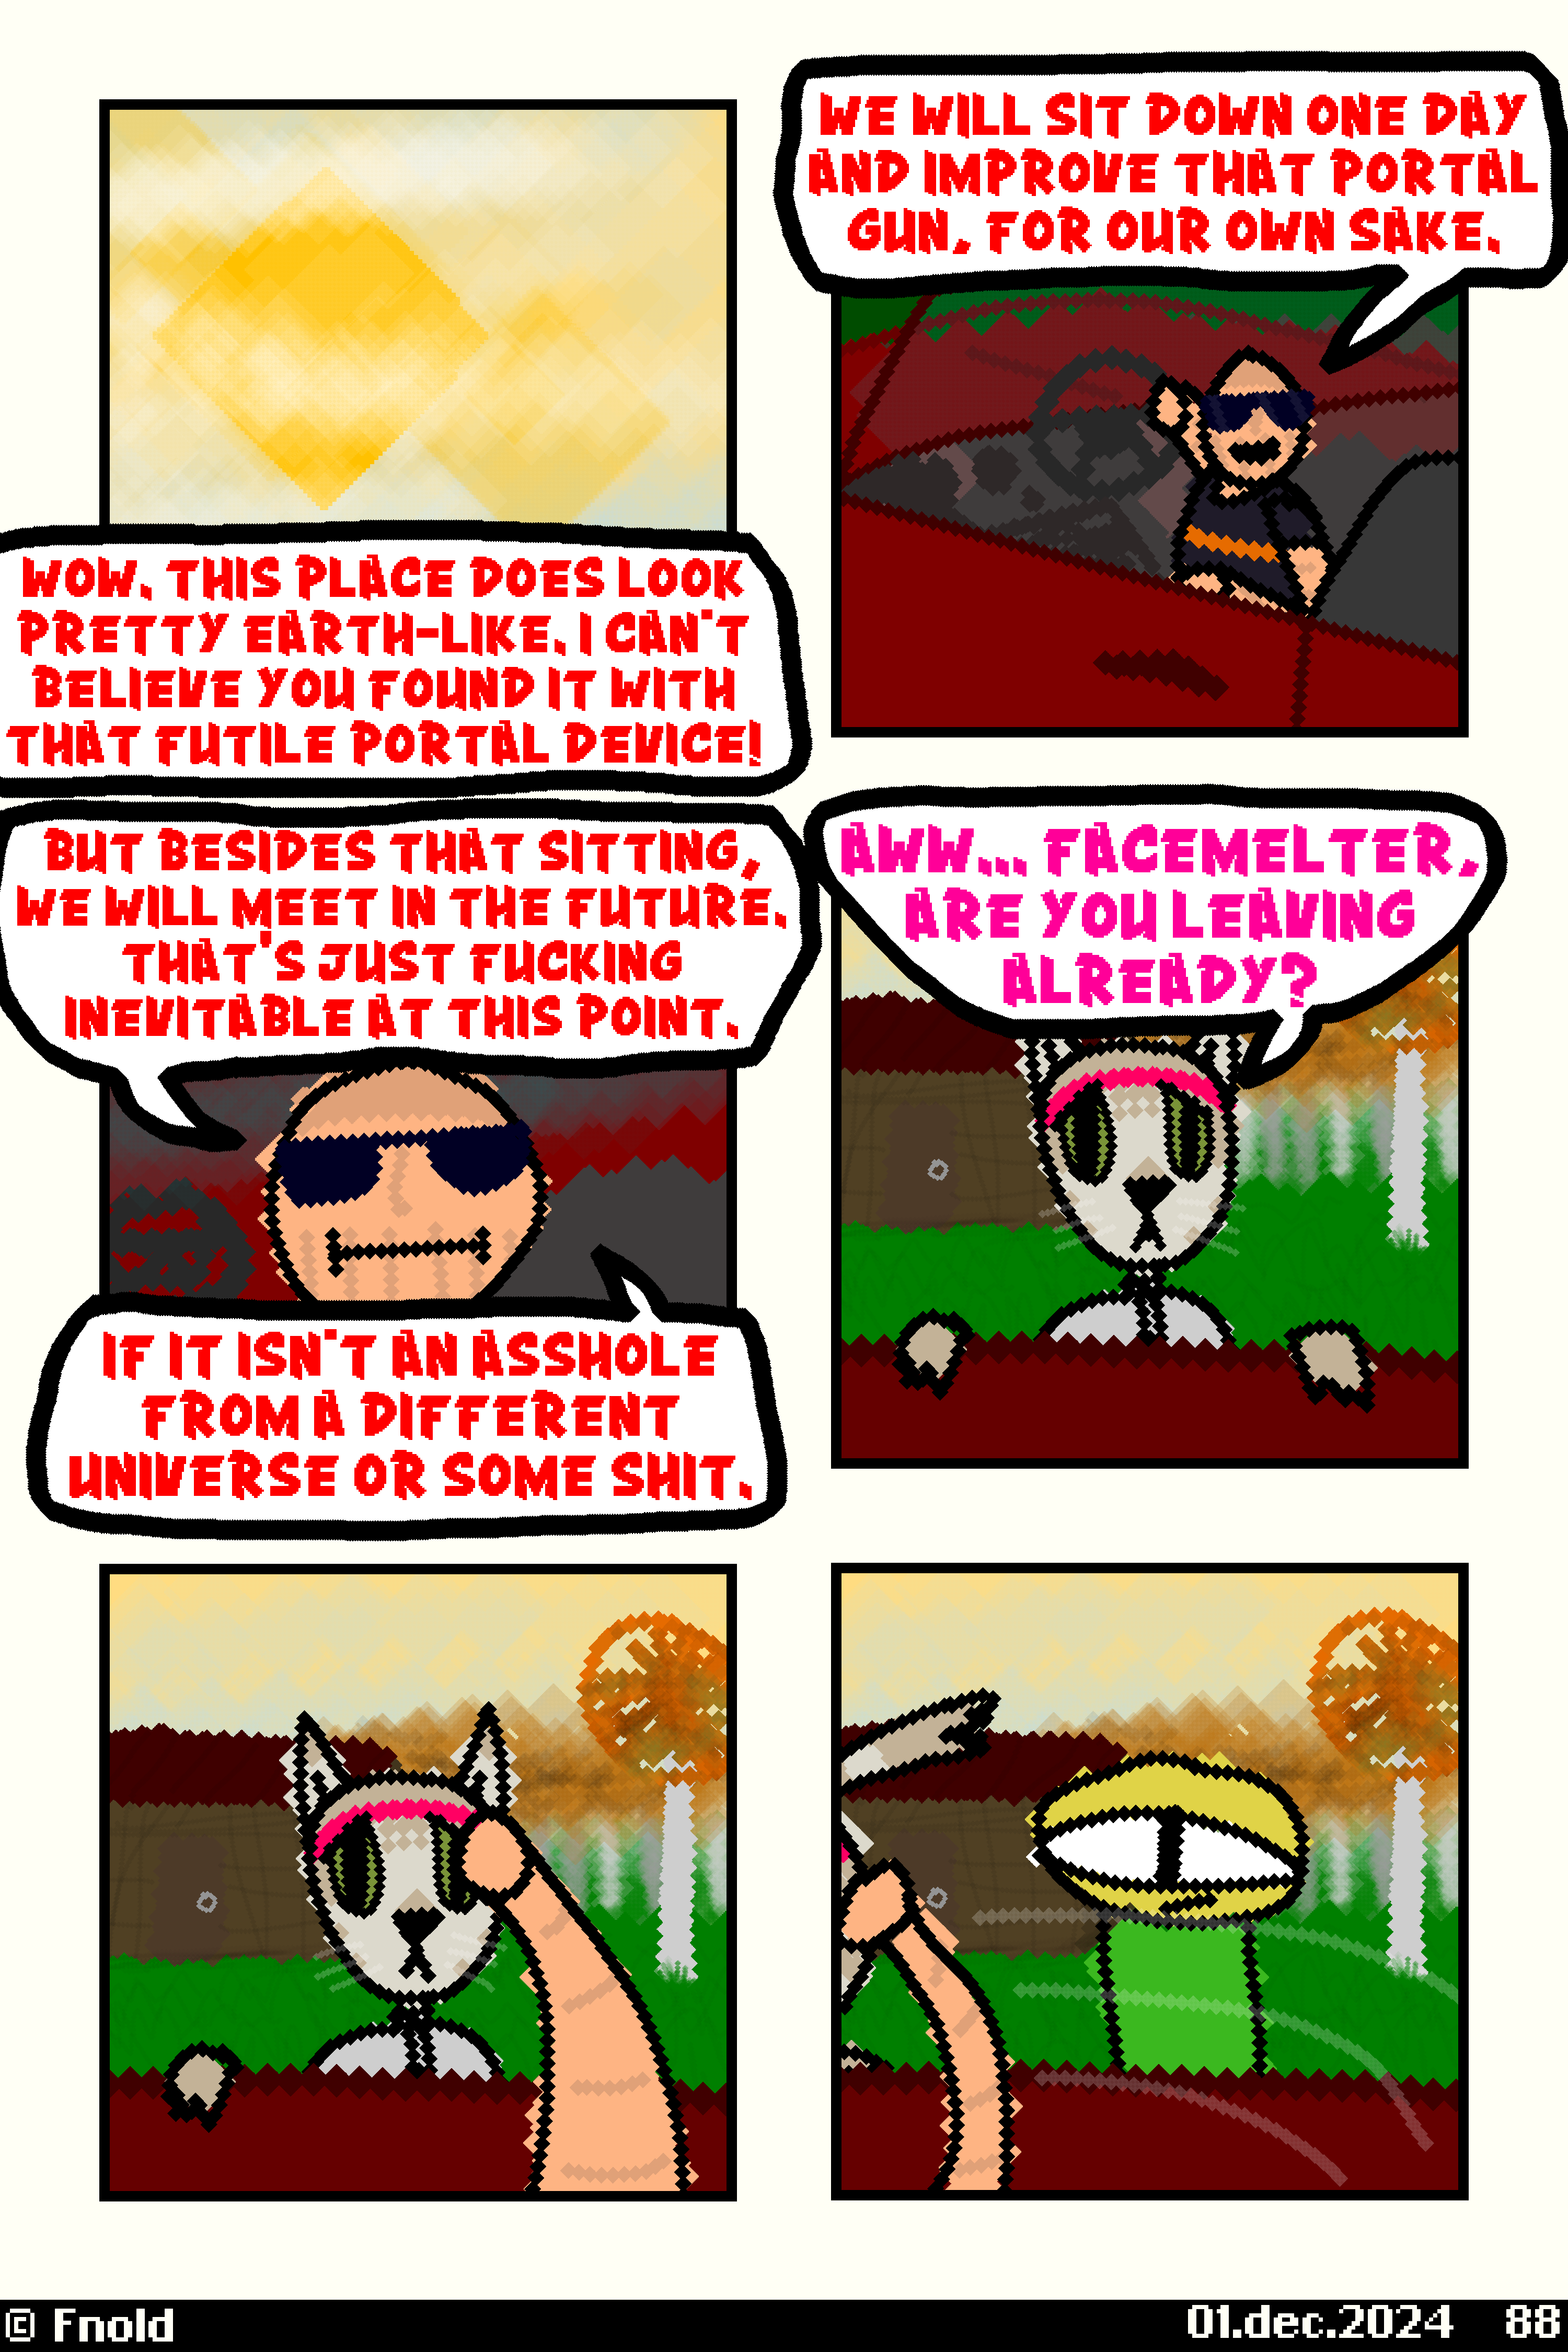 WOW. THIS PLACE DOES LOOK
PRETTY EARTH-LIKE. I CAN'T
BELIEVE YOU FOUND IT WITH
THAT FUTILE PORTAL DEVICE!
WE WILL SIT DOWN ONE DAY
AND IMPROVE THAT PORTAL
GUN. FOR OUR OWN SAKE.
BUT BESIDES THAT SITTING,
WE WILL MEET IN THE FUTURE.
THAT'S JUST FUCKING
INEVITABLE AT THIS POINT.
IF IT ISN'T AN ASSHOLE
FROM A DIFFERENT
UNIVERSE OR SOME SHIT.
AWW... FACEMELTER,
ARE YOU LEAVING
ALREADY?
© Fnold
01.dec.2024 88